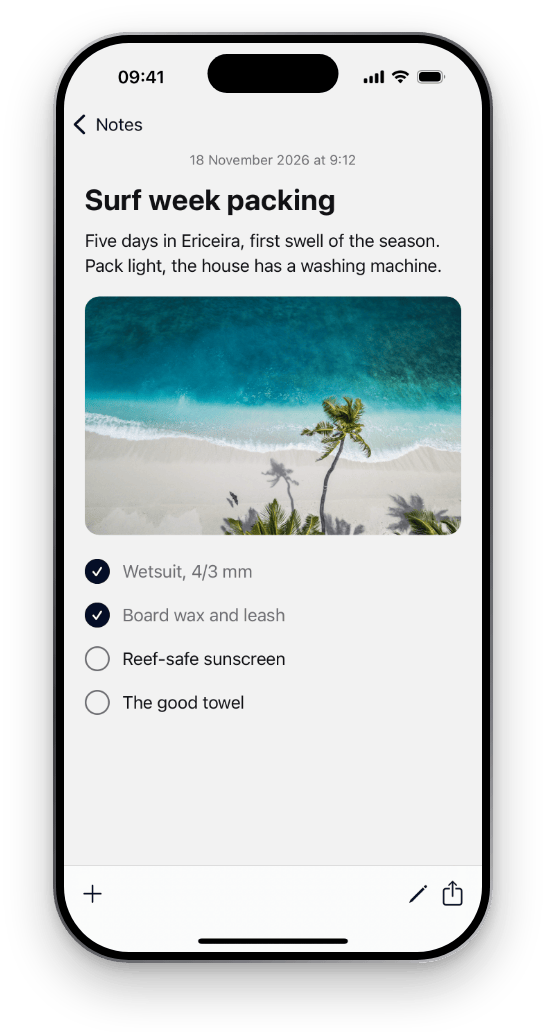 09:41
Notes
18 November 2026 at 9:12
Surf week packing
Five days in Ericeira, first swell of the season.
Pack light, the house has a washing machine.
Wetsuit, 4/3 mm
Board wax and leash
Reef-safe sunscreen
The good towel